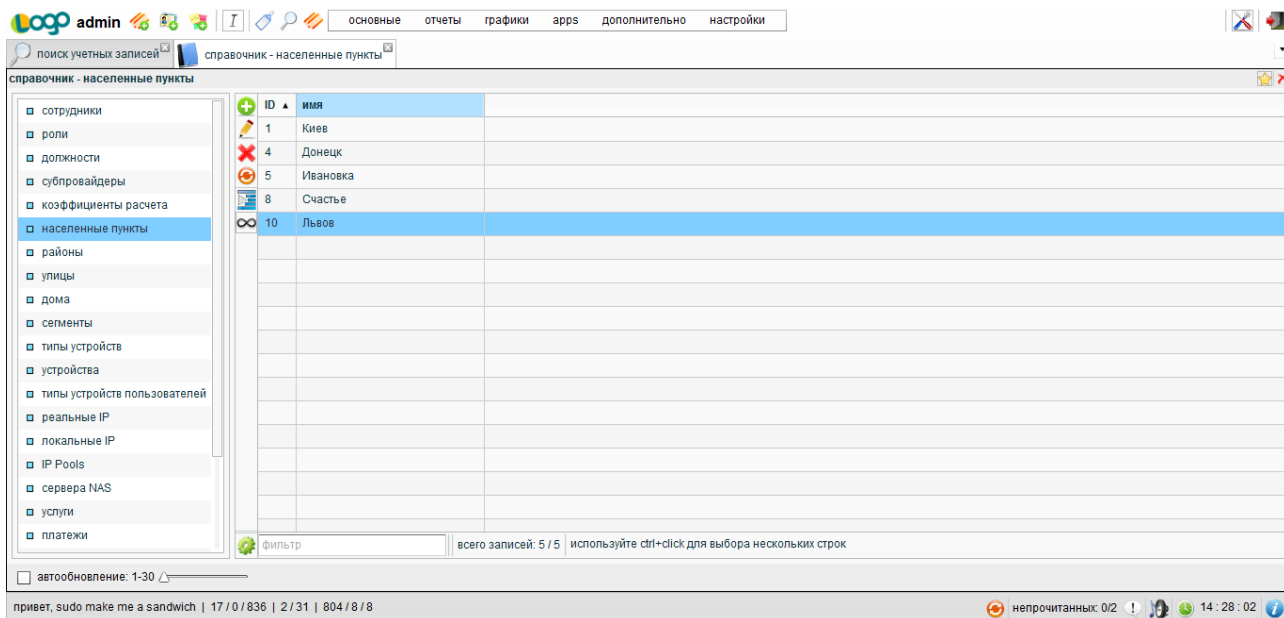 Logo admin I основные отчеты графики apps дополнительно настройки
поиск учетных записей справочник - населенные пункты
справочник - населенные пункты
сотрудники
роли
должности
субпровайдеры
коэффициенты расчета
населенные пункты
районы
улицы
дома
сегменты
типы устройств
устройства
типы устройств пользователей
реальные IP
локальные IP
IP Pools
сервера NAS
услуги
платежи
ID ▲ имя
1 Киев
4 Донецк
5 Ивановка
8 Счастье
10 Львов
фильтр всего записей: 5 / 5 используйте ctrl+click для выбора нескольких строк
автообновление: 1-30
привет, sudo make me a sandwich | 17 / 0 / 836 | 2 / 31 | 804 / 8 / 8 непрочитанных: 0/2 ! 14 : 28 : 02 i